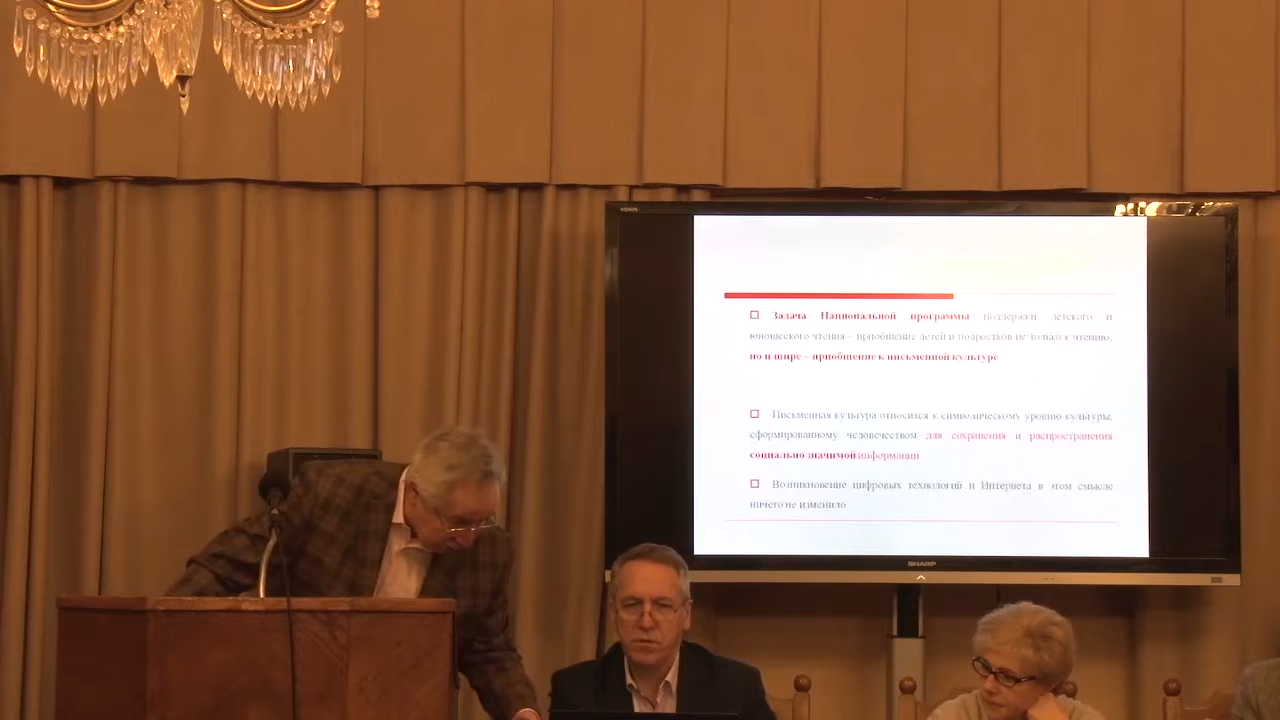 Задача Национальной программы поддержки детского и
юношеского чтения – приобщение детей и подростков не только к чтению,
но и шире – приобщение к письменной культуре
Письменная культура относится к символическому уровню культуры,
сформированному человечеством для сохранения и распространения
социально значимой информации
Возникновение цифровых технологий и Интернета в этом смысле
ничего не изменило
SHARP